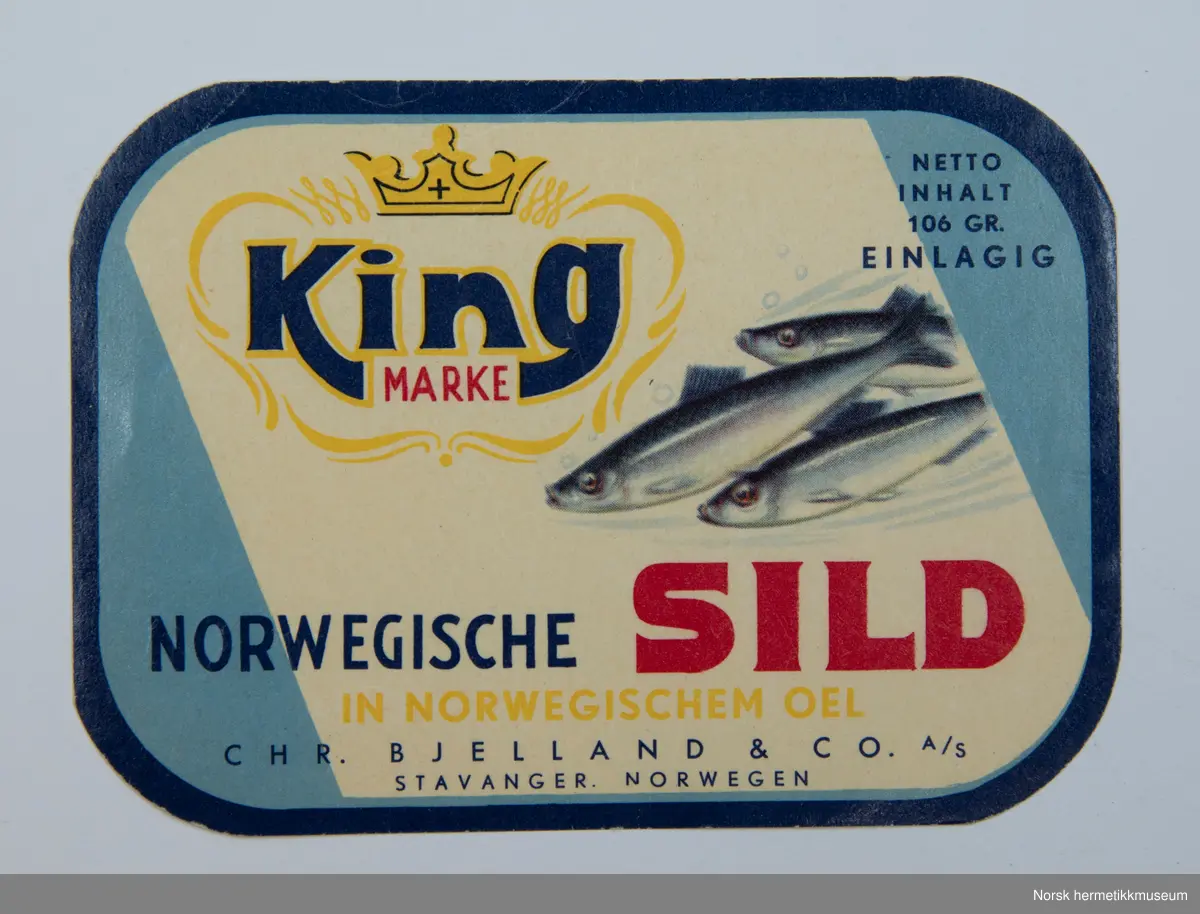 King
MARKE
NETTO
INHALT
106 GR.
EINLAGIG
NORWEGISCHE SILD
IN NORWEGISCHEM OEL
CHR. BJELLAND & CO. A/S
STAVANGER. NORWEGEN
Norsk hermetikkmuseum